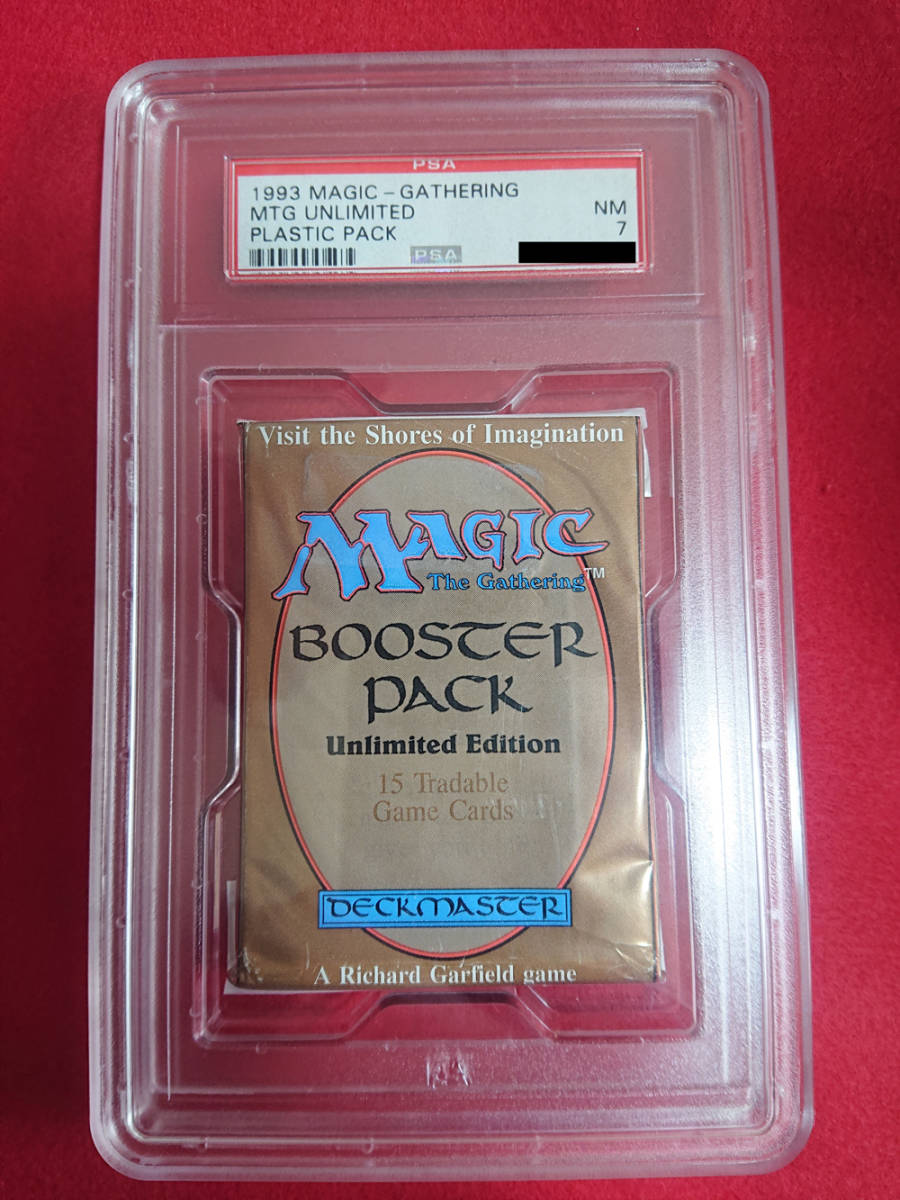 PSA
1993 MAGIC - GATHERING
MTG UNLIMITED NM
PLASTIC PACK 7
PSA
Visit the Shores of Imagination
MAGIC
The Gathering™
BOOSTER
PACK
Unlimited Edition
15 Tradable
Game Cards
DECKMASTER
A Richard Garfield game